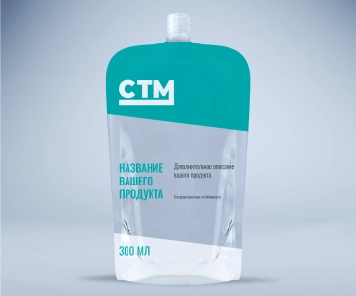 СТМ
НАЗВАНИЕ
ВАШЕГО
ПРОДУКТА
Дополнительное описание
вашего продукта
300 МЛ